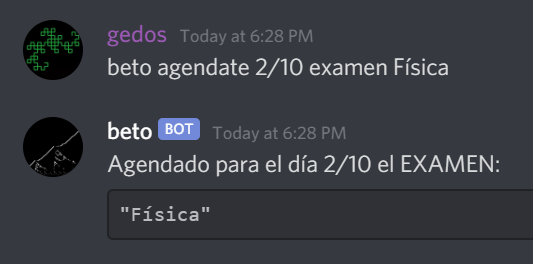 gedos Today at 6:28 PM
beto agendate 2/10 examen Física
beto BOT Today at 6:28 PM
Agendado para el día 2/10 el EXAMEN:
"Física"